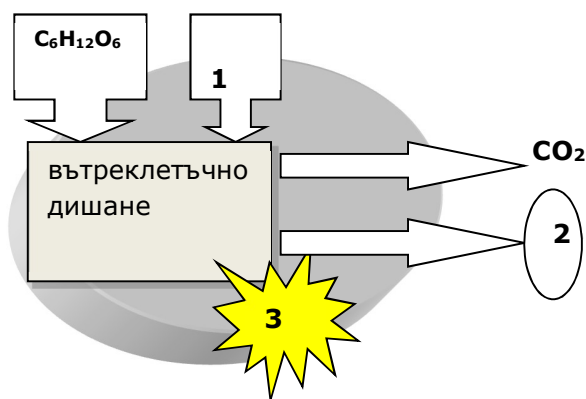 C₆H₁₂O₆
1
CO₂
вътреклетъчно
дишане
2
3